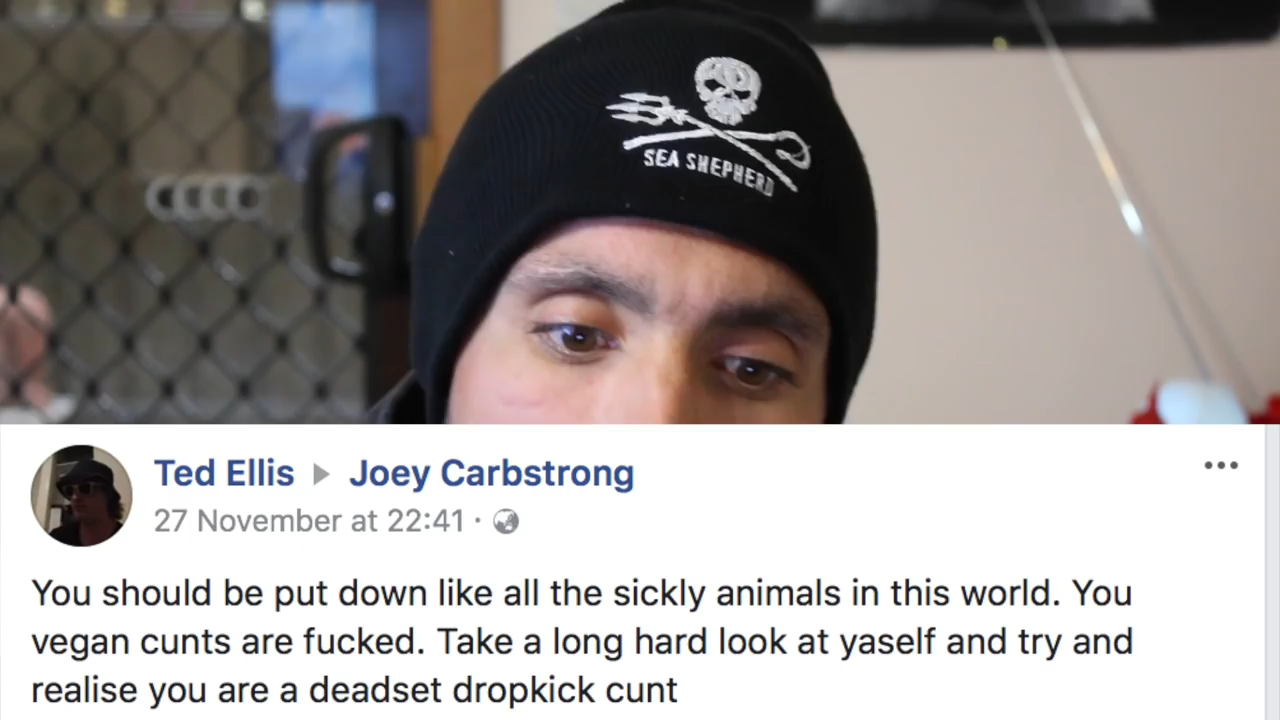 SEA SHEPHERD
Ted Ellis ▶ Joey Carbstrong
27 November at 22:41 ·
You should be put down like all the sickly animals in this world. You
vegan cunts are fucked. Take a long hard look at yaself and try and
realise you are a deadset dropkick cunt